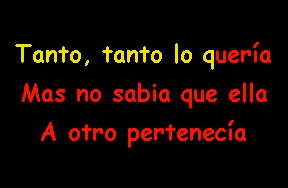 Tanto, tanto lo quería
Mas no sabia que ella
A otro pertenecía